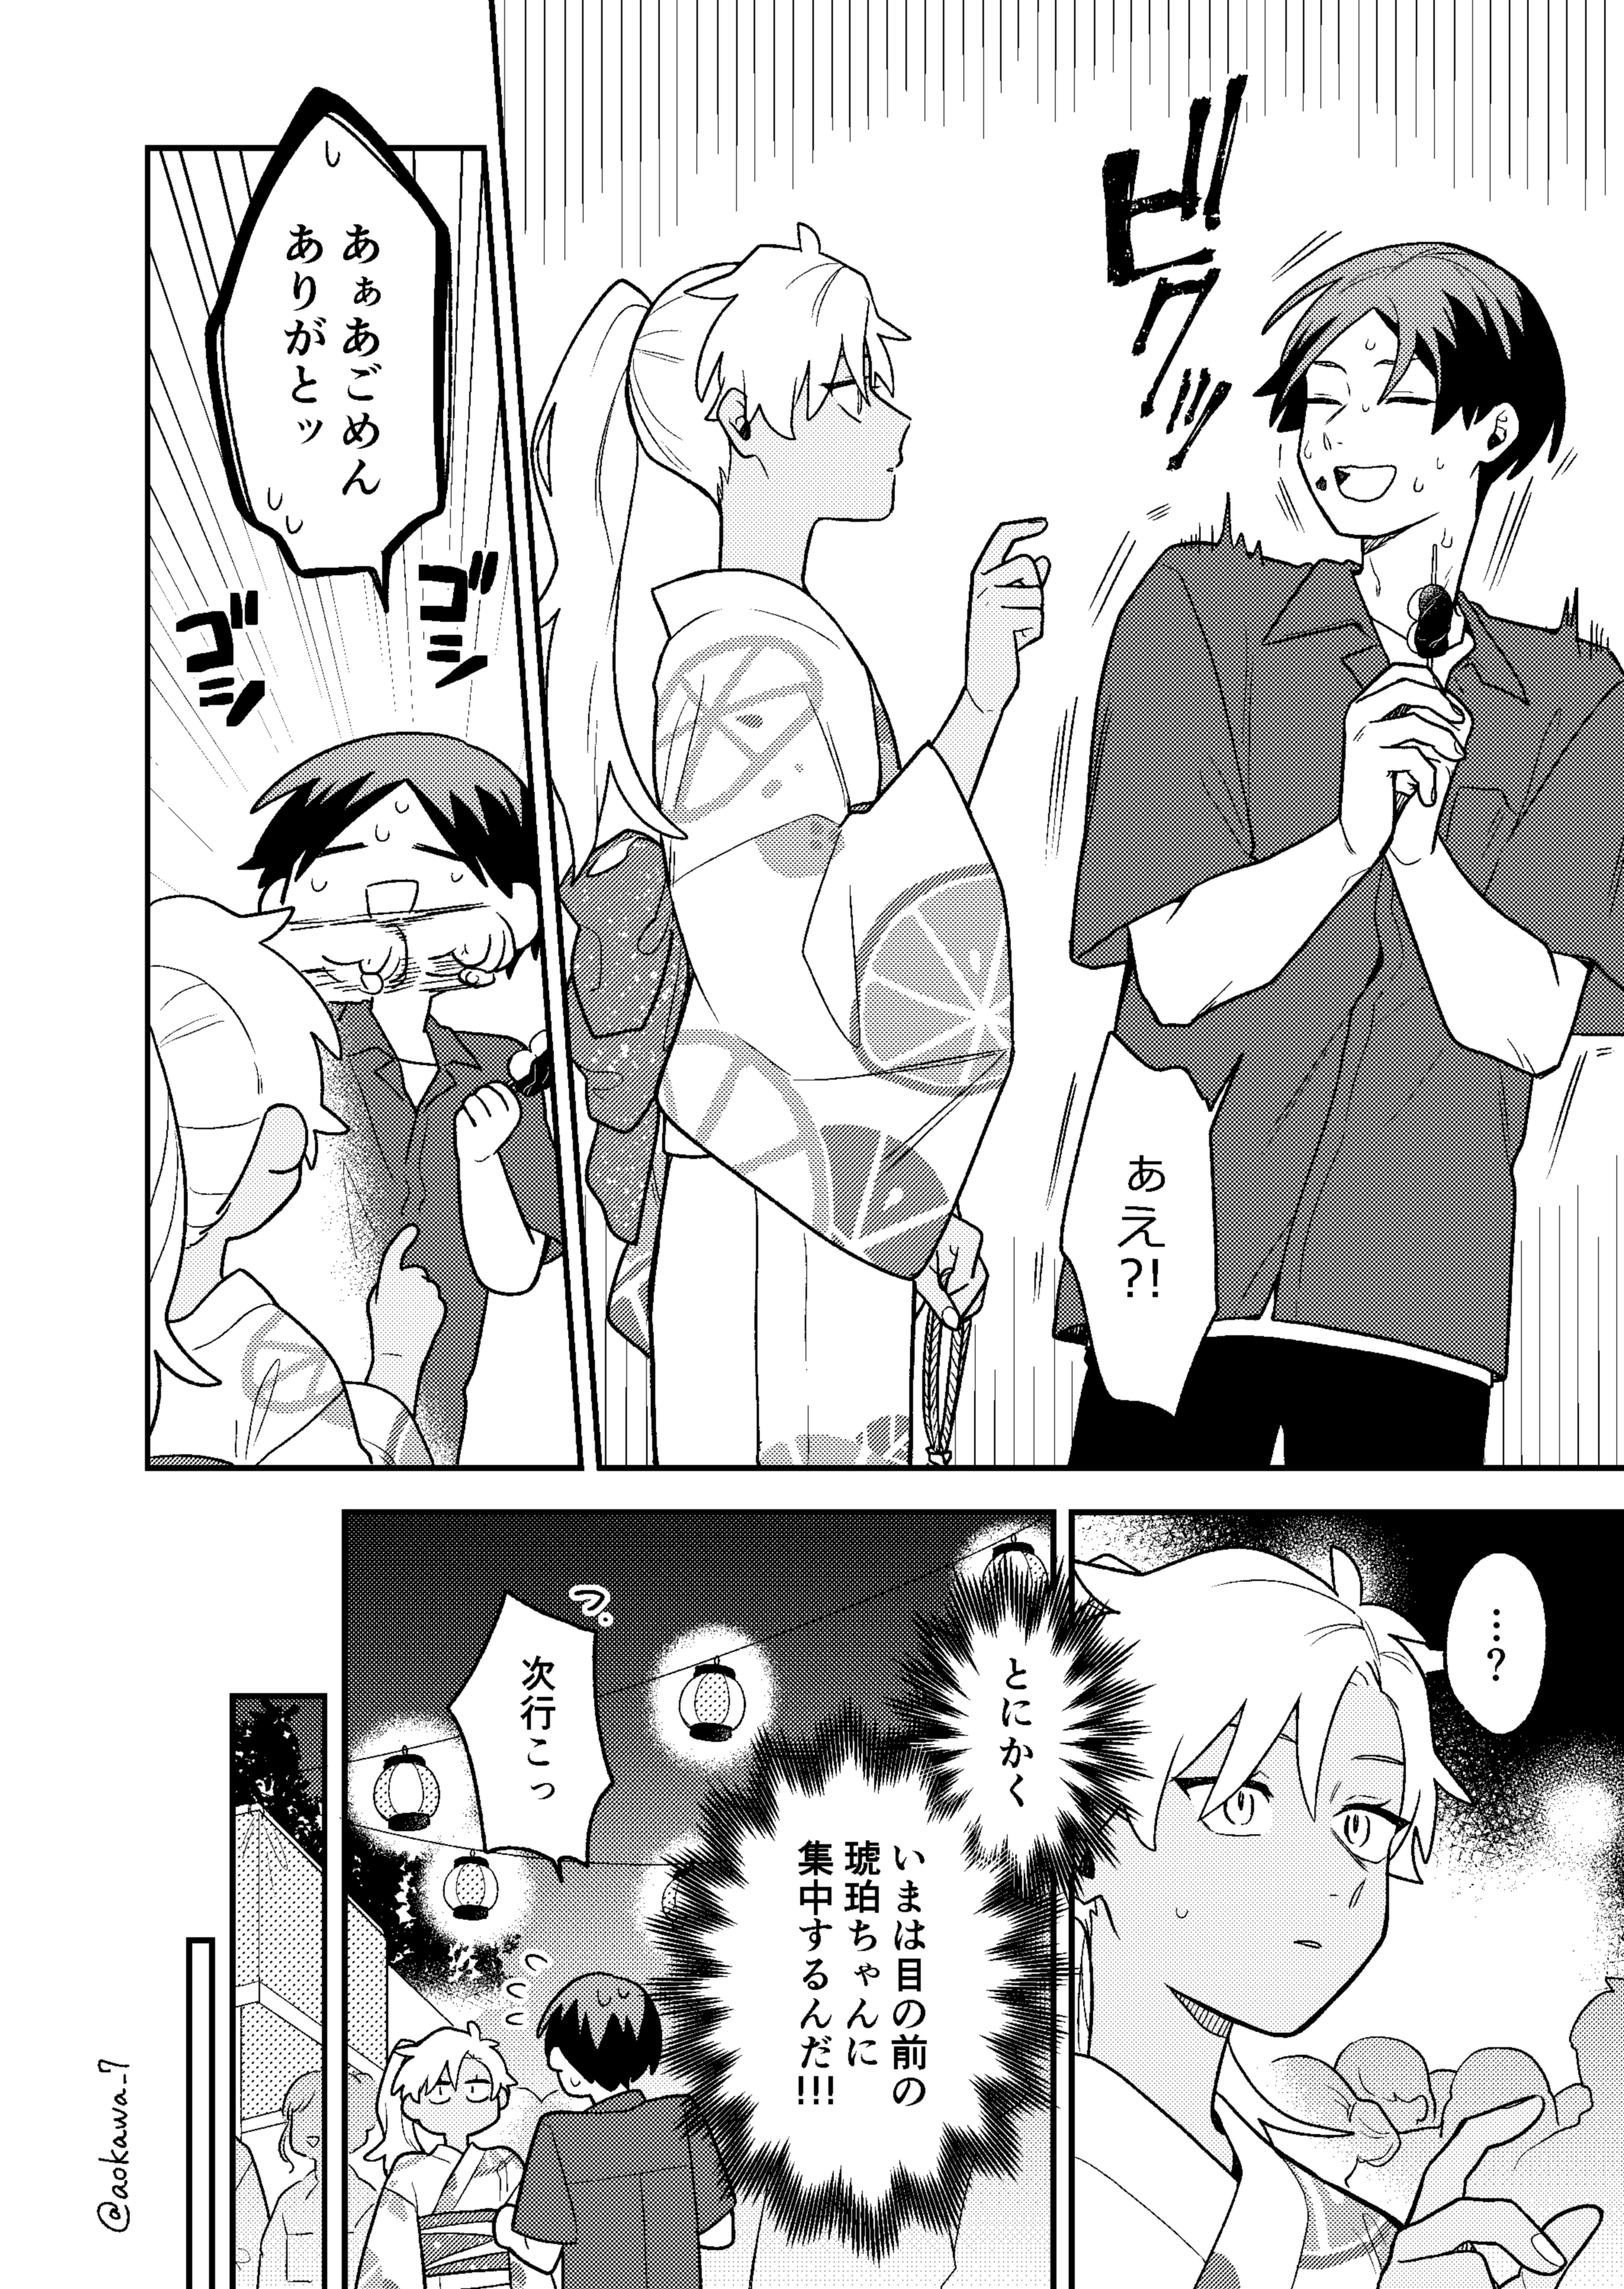 ビクッ
あえ?!
あぁあごめん
ありがとッ
ゴシ
ゴシ
…?
とにかく
いまは目の前の
琥珀ちゃんに
集中するんだ!!!
次行こっ
っ。
@aokawa_7